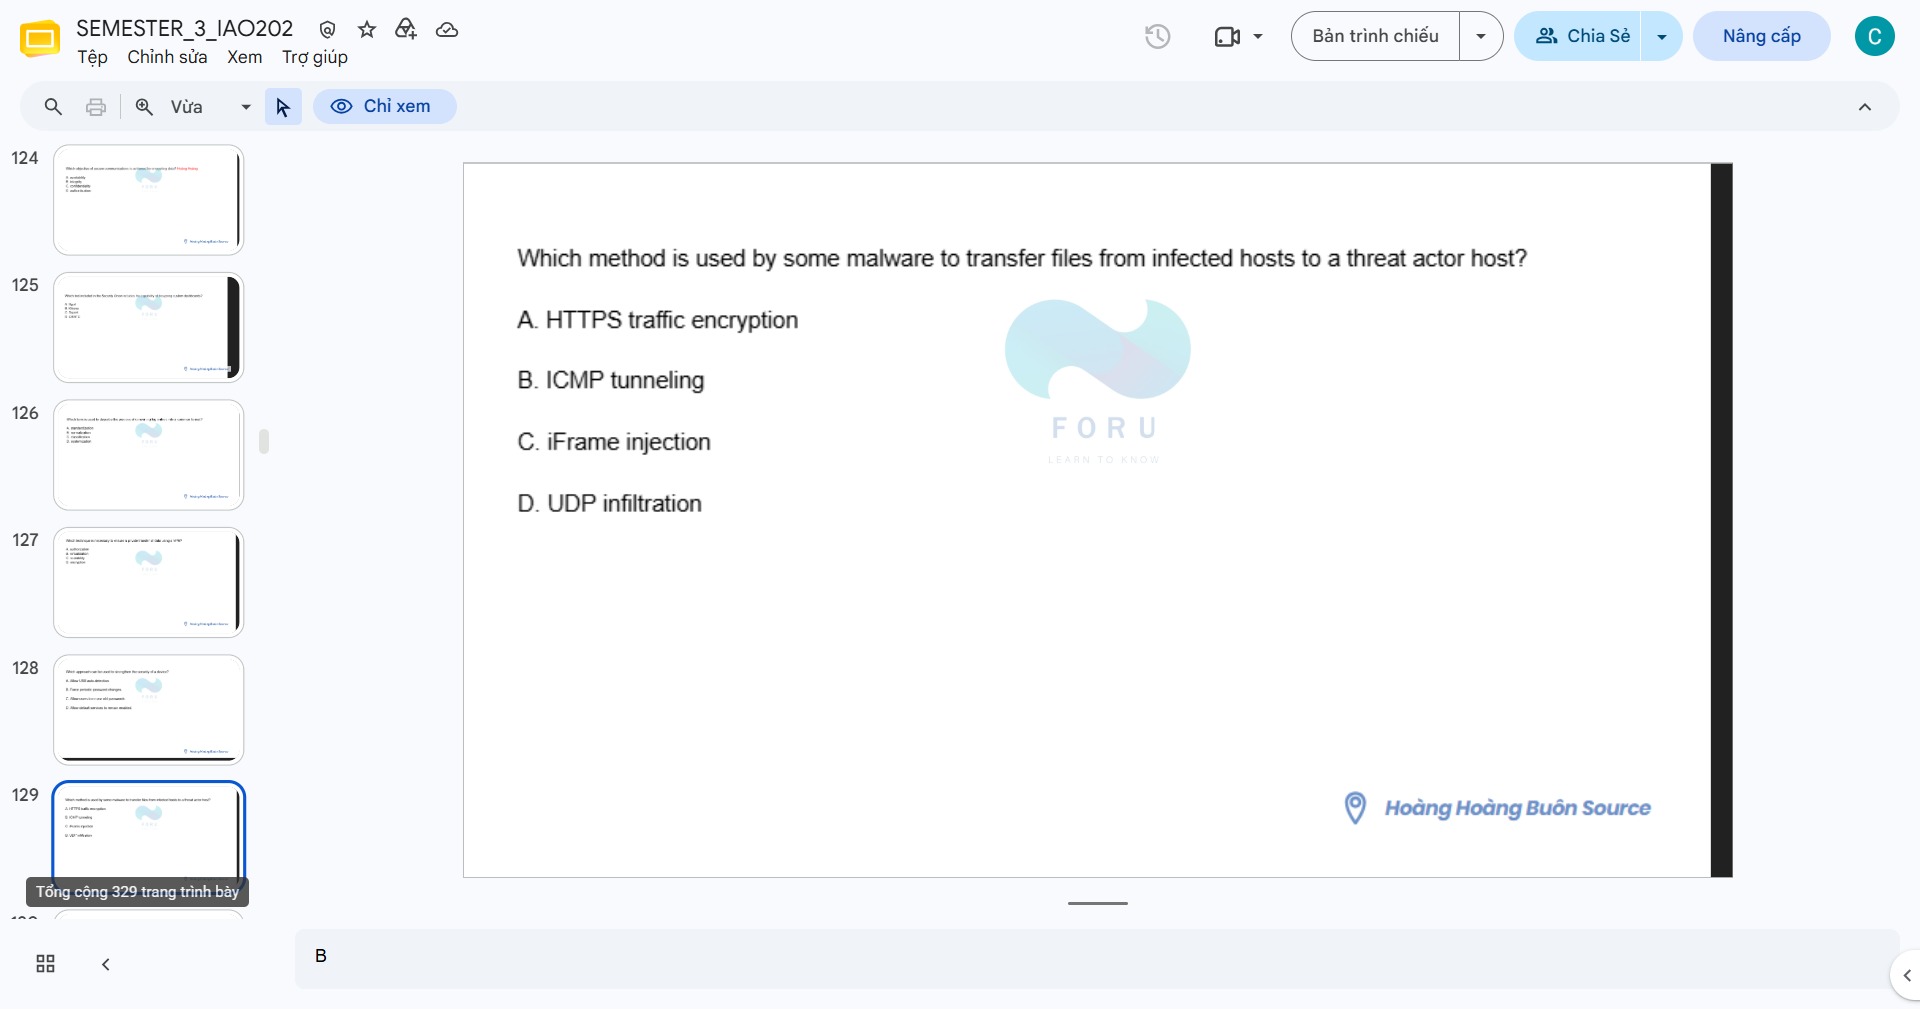 SEMESTER_3_IAO202
Tệp Chỉnh sửa Xem Trợ giúp
Bản trình chiếu
Chia Sẻ
Nâng cấp
C
Vừa
Chỉ xem
124
125
126
127
128
129
Tổng cộng 329 trang trình bày
Which method is used by some malware to transfer files from infected hosts to a threat actor host?
A. HTTPS traffic encryption
B. ICMP tunneling
C. iFrame injection
D. UDP infiltration
FORU
LEARN TO KNOW
Hoàng Hoàng Buôn Source
B